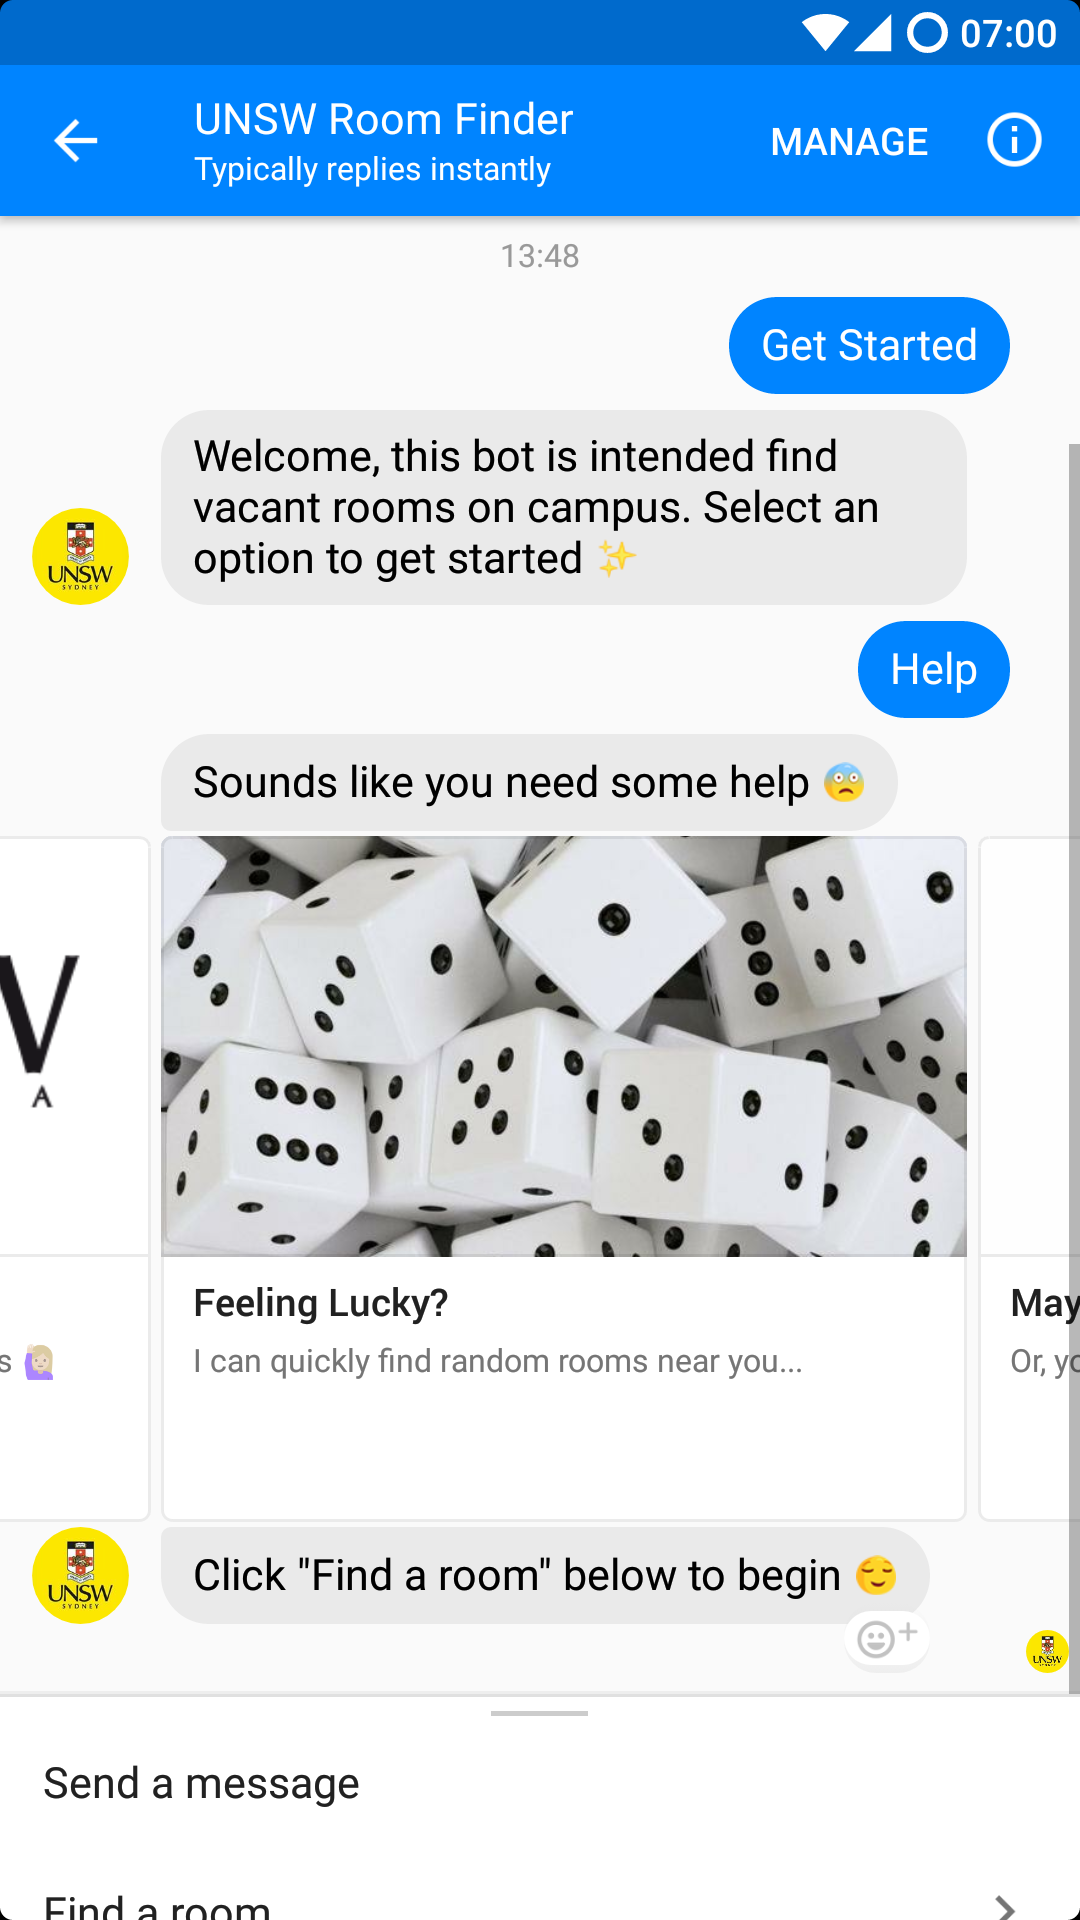 07:00
UNSW Room Finder
MANAGE
Typically replies instantly
13:48
Get Started
Welcome, this bot is intended find
vacant rooms on campus. Select an
option to get started ✨
UNSW
SYDNEY
Help
Sounds like you need some help 😨
A
Feeling Lucky?
May
s 🙋🏼
I can quickly find random rooms near you...
Or, yo
Click "Find a room" below to begin 😌
UNSW
SYDNEY
UNSW
Send a message
Find a room